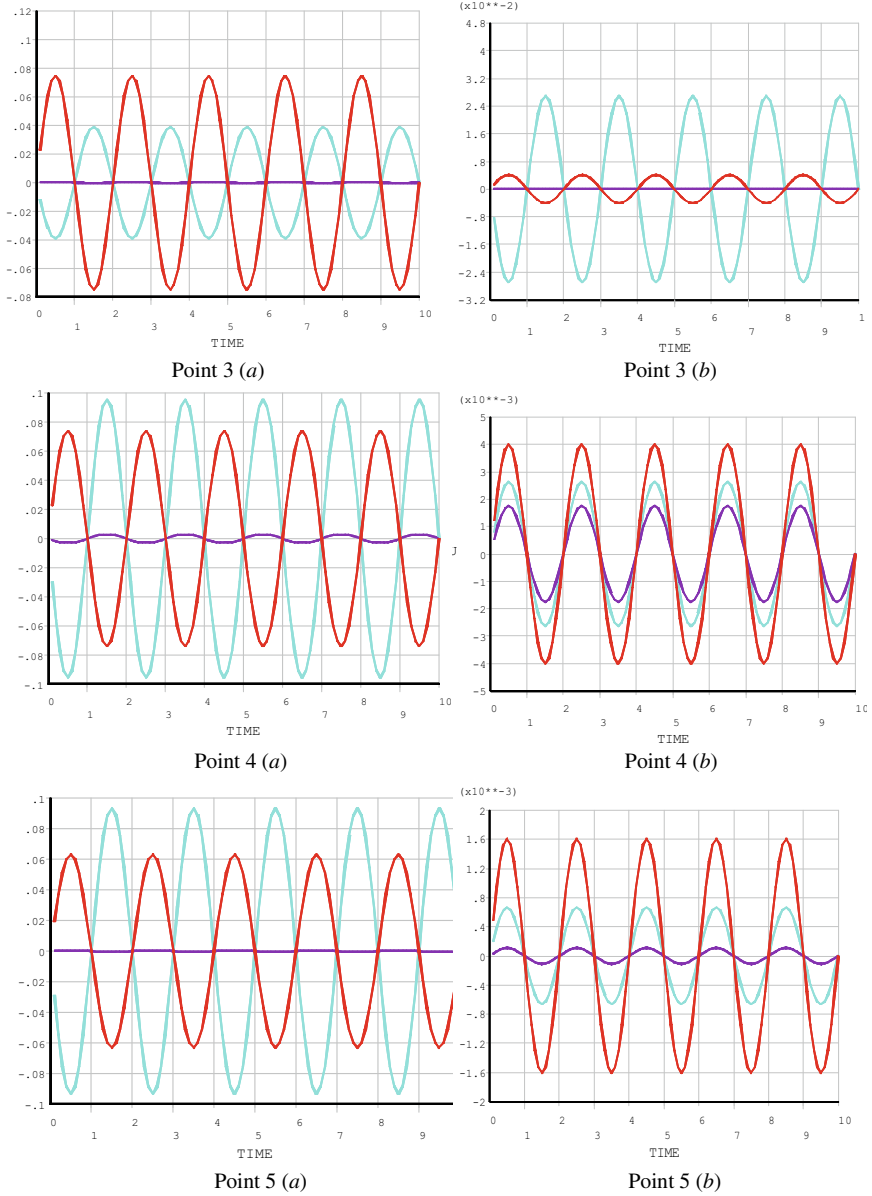 .12
.1
.08
.06
.04
.02
0
-.02
-.04
-.06
-.08
0 2 4 6 8 10
1 3 5 7 9
TIME
Point 3 (a)
(x10**-2)
4.8
4
3.2
2.4
1.6
.8
0
-.8
-1.6
-2.4
-3.2
0 2 4 6 8 1
1 3 5 7 9
TIME
Point 3 (b)
.1
.08
.06
.04
.02
0
-.02
-.04
-.06
-.08
-.1
0 2 4 6 8 10
1 3 5 7 9
TIME
Point 4 (a)
(x10**-3)
5
4
3
2
1
0
-1
-2
-3
-4
-5
0 2 4 6 8 10
1 3 5 7 9
TIME
Point 4 (b)
.1
.08
.06
.04
.02
0
-.02
-.04
-.06
-.08
-.1
0 2 4 6 8
1 3 5 7 9
TIME
Point 5 (a)
(x10**-3)
2
1.6
1.2
.8
.4
0
-.4
-.8
-1.2
-1.6
-2
0 2 4 6 8 10
1 3 5 7 9
TIME
Point 5 (b)